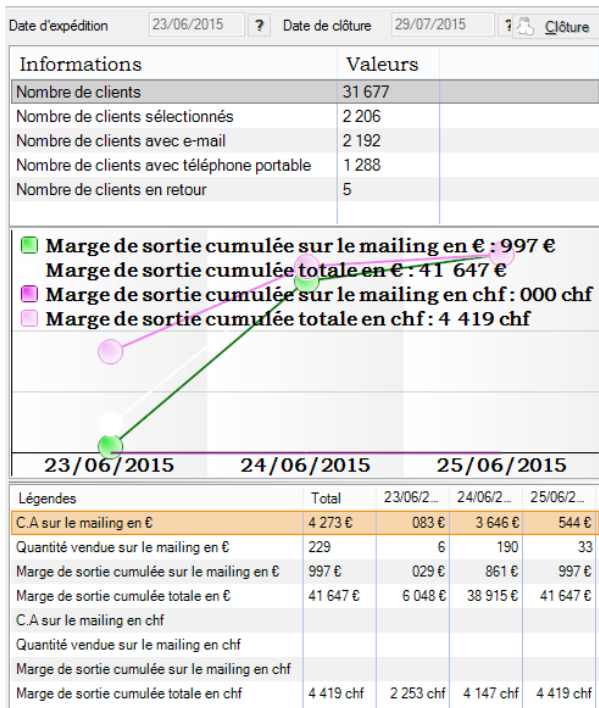 Date d'expédition 23/06/2015 ? Date de clôture 29/07/2015 ? Clôture
Informations Valeurs
Nombre de clients 31 677
Nombre de clients sélectionnés 2 206
Nombre de clients avec e-mail 2 192
Nombre de clients avec téléphone portable 1 288
Nombre de clients en retour 5
Marge de sortie cumulée sur le mailing en € : 997 €
Marge de sortie cumulée totale en € : 41 647 €
Marge de sortie cumulée sur le mailing en chf : 000 chf
Marge de sortie cumulée totale en chf : 4 419 chf
23/06/2015 24/06/2015 25/06/2015
Légendes Total 23/06/2... 24/06/2... 25/06/2...
C.A sur le mailing en € 4 273 € 083 € 3 646 € 544 €
Quantité vendue sur le mailing en € 229 6 190 33
Marge de sortie cumulée sur le mailing en € 997 € 029 € 861 € 997 €
Marge de sortie cumulée totale en € 41 647 € 6 048 € 38 915 € 41 647 €
C.A sur le mailing en chf
Quantité vendue sur le mailing en chf
Marge de sortie cumulée sur le mailing en chf
Marge de sortie cumulée totale en chf 4 419 chf 2 253 chf 4 147 chf 4 419 chf